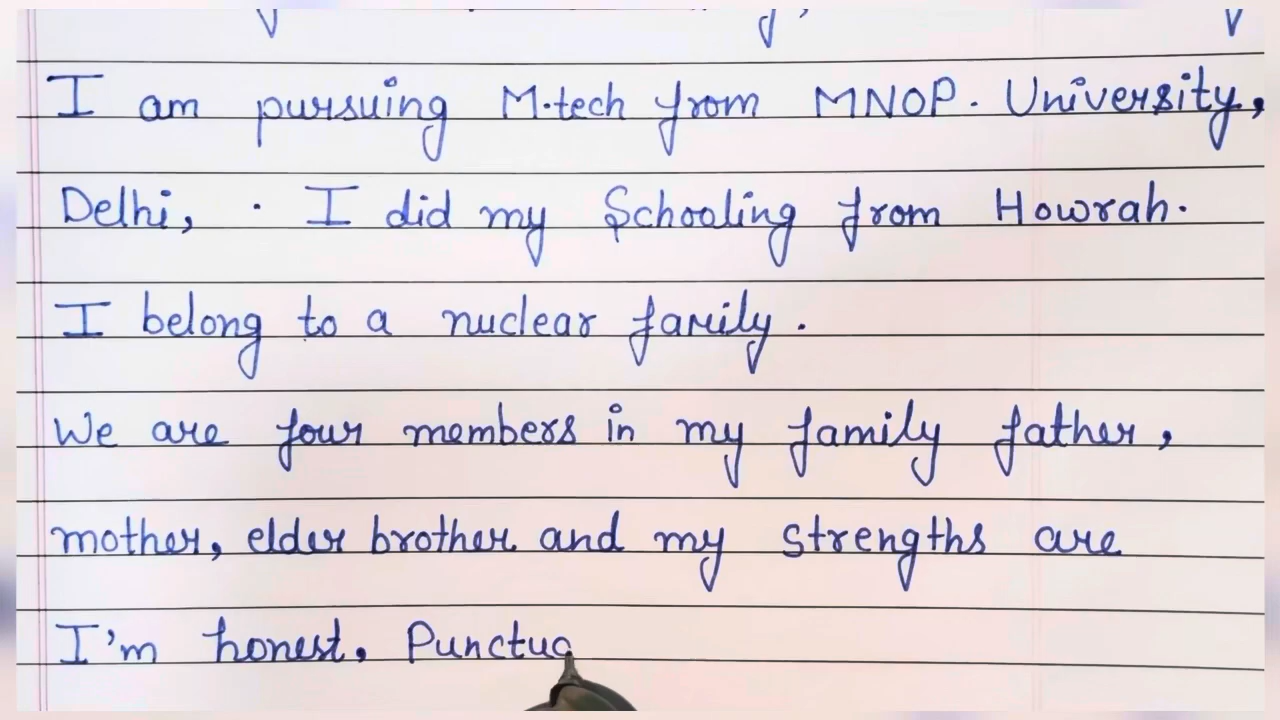 I am pursuing M.tech from MNOP. University,
Delhi, . I did my Schooling from Howrah.
I belong to a nuclear family.
We are four members in my family father,
mother, elder brother and my strengths are
I'm honest, Punctua